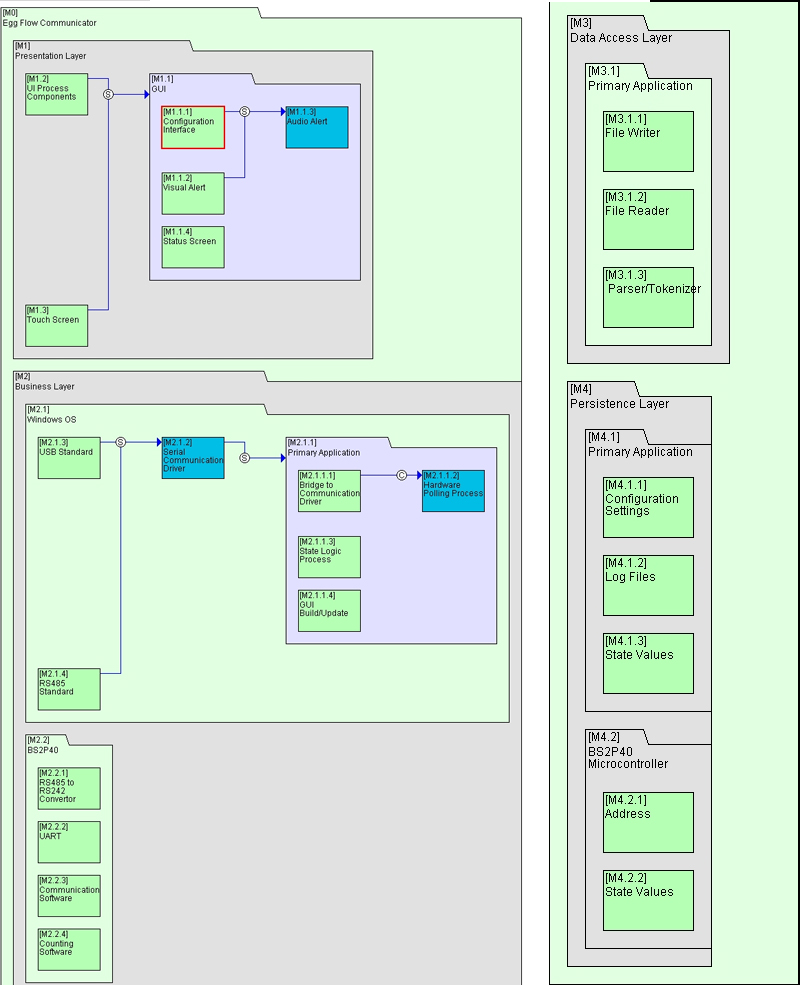 [M0]
Egg Flow Communicator
[M1]
Presentation Layer
[M1.2]
UI Process
Components
S
[M1.1]
GUI
[M1.1.1]
Configuration
Interface
S
[M1.1.3]
Audio Alert
[M1.1.2]
Visual Alert
[M1.1.4]
Status Screen
[M1.3]
Touch Screen
[M2]
Business Layer
[M2.1]
Windows OS
[M2.1.3]
USB Standard
S
[M2.1.2]
Serial
Communication
Driver
S
[M2.1.1]
Primary Application
[M2.1.1.1]
Bridge to
Communication
Driver
C
[M2.1.1.2]
Hardware
Polling Process
[M2.1.1.3]
State Logic
Process
[M2.1.1.4]
GUI
Build/Update
[M2.1.4]
RS485
Standard
[M2.2]
BS2P40
[M2.2.1]
RS485 to
RS242
Convertor
[M2.2.2]
UART
[M2.2.3]
Communication
Software
[M2.2.4]
Counting
Software
[M3]
Data Access Layer
[M3.1]
Primary Application
[M3.1.1]
File Writer
[M3.1.2]
File Reader
[M3.1.3]
Parser/Tokenizer
[M4]
Persistence Layer
[M4.1]
Primary Application
[M4.1.1]
Configuration
Settings
[M4.1.2]
Log Files
[M4.1.3]
State Values
[M4.2]
BS2P40
Microcontroller
[M4.2.1]
Address
[M4.2.2]
State Values